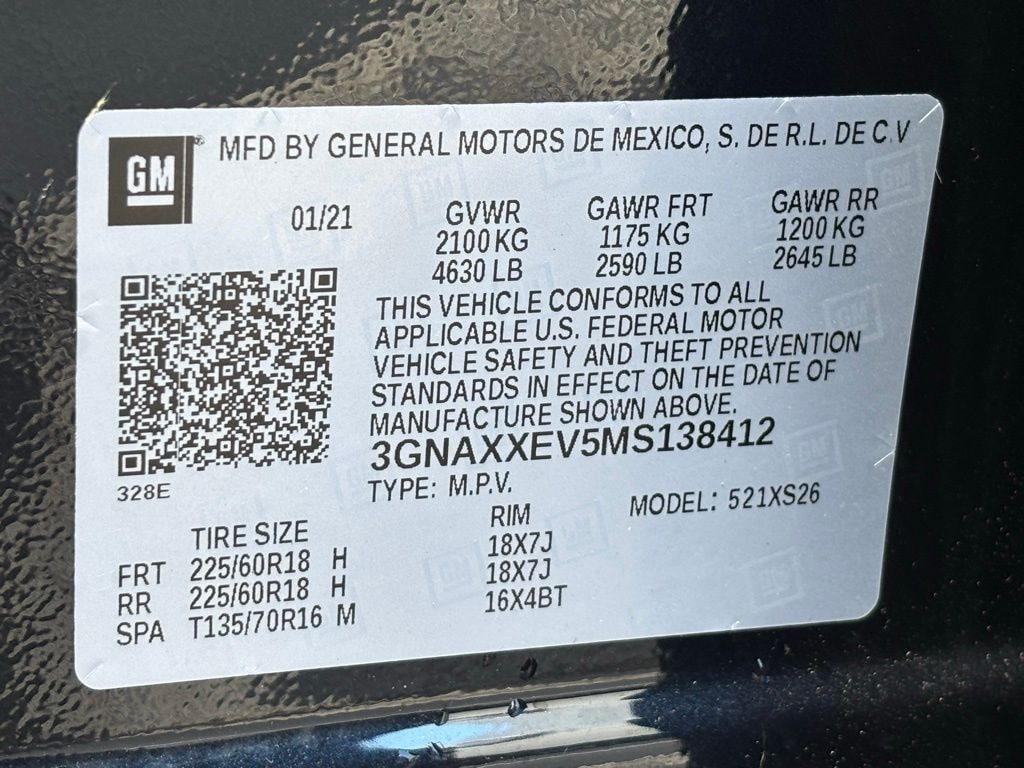 GM® MFD BY GENERAL MOTORS DE MEXICO, S. DE R.L. DE C.V
01/21 GVWR GAWR FRT GAWR RR
2100 KG 1175 KG 1200 KG
4630 LB 2590 LB 2645 LB
THIS VEHICLE CONFORMS TO ALL
APPLICABLE U.S. FEDERAL MOTOR
VEHICLE SAFETY AND THEFT PREVENTION
STANDARDS IN EFFECT ON THE DATE OF
MANUFACTURE SHOWN ABOVE.
3GNAXXEV5MS138412
328E
TYPE: M.P.V. MODEL: 521XS26
TIRE SIZE RIM
FRT 225/60R18 H 18X7J
RR 225/60R18 H 18X7J
SPA T135/70R16 M 16X4BT